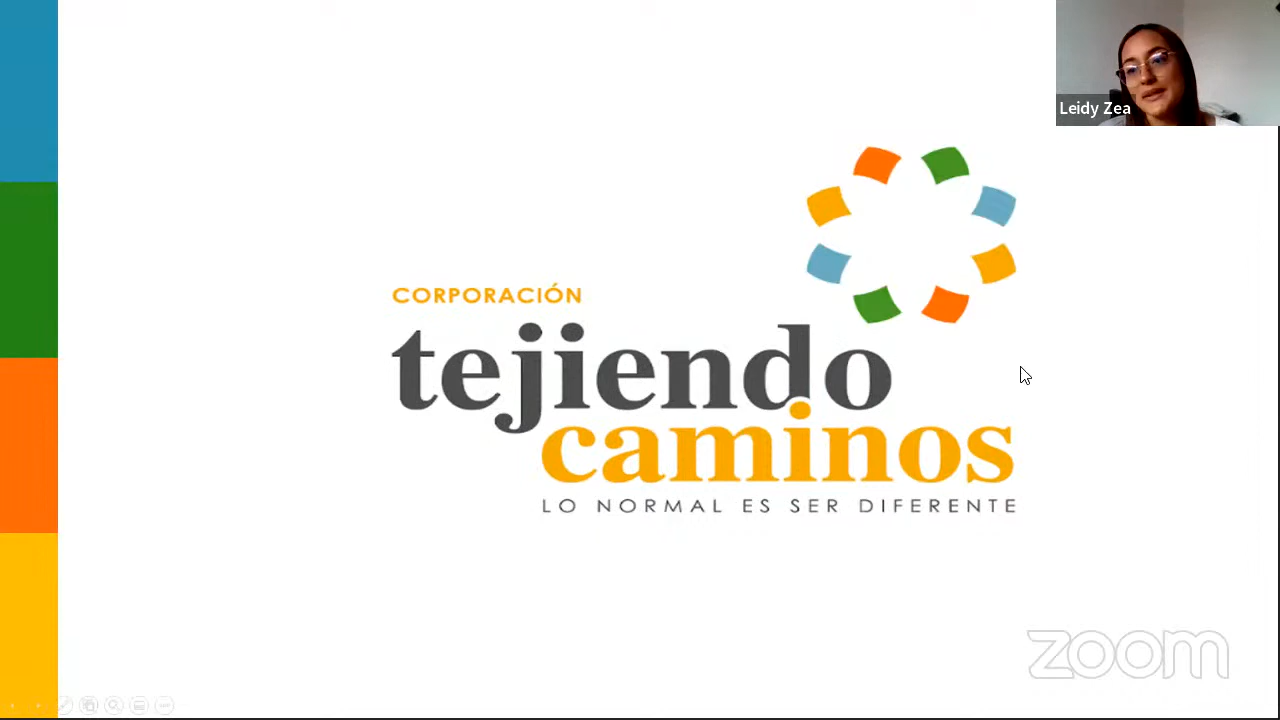 Leidy Zea
CORPORACIÓN
tejiendo
caminos
LO NORMAL ES SER DIFERENTE
zoom